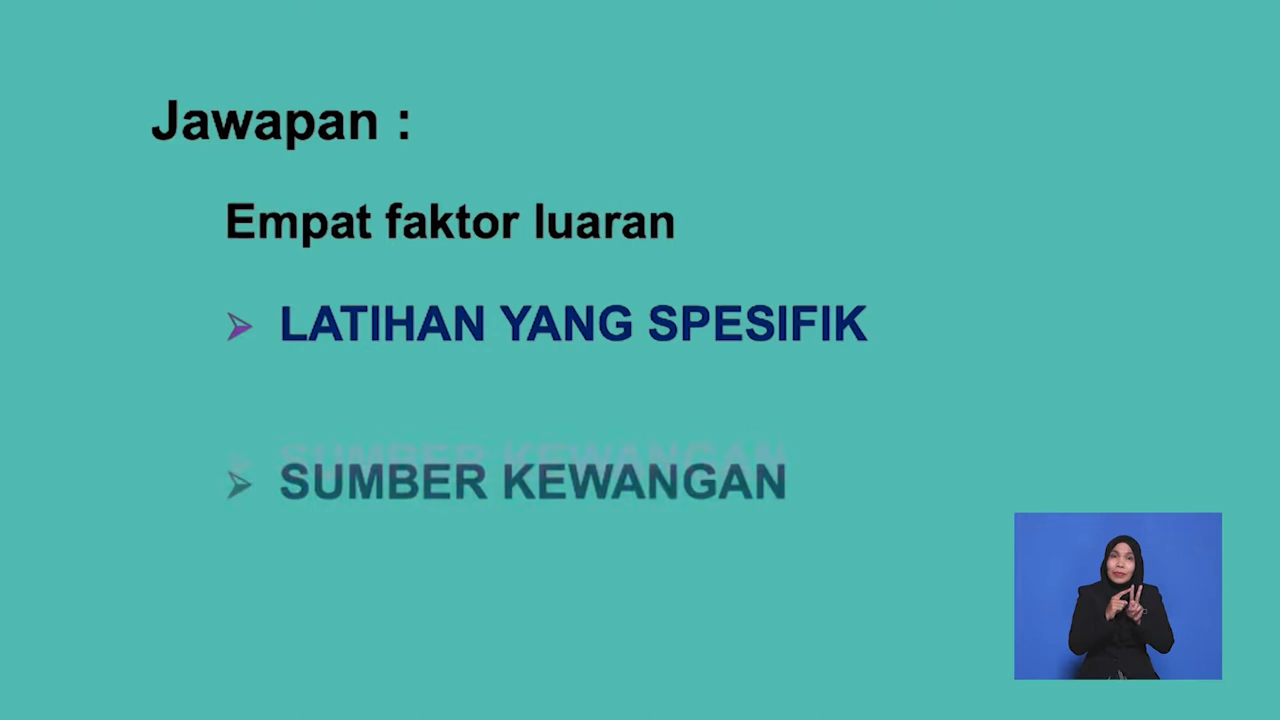 Jawapan :
Empat faktor luaran
LATIHAN YANG SPESIFIK
SUMBER KEWANGAN